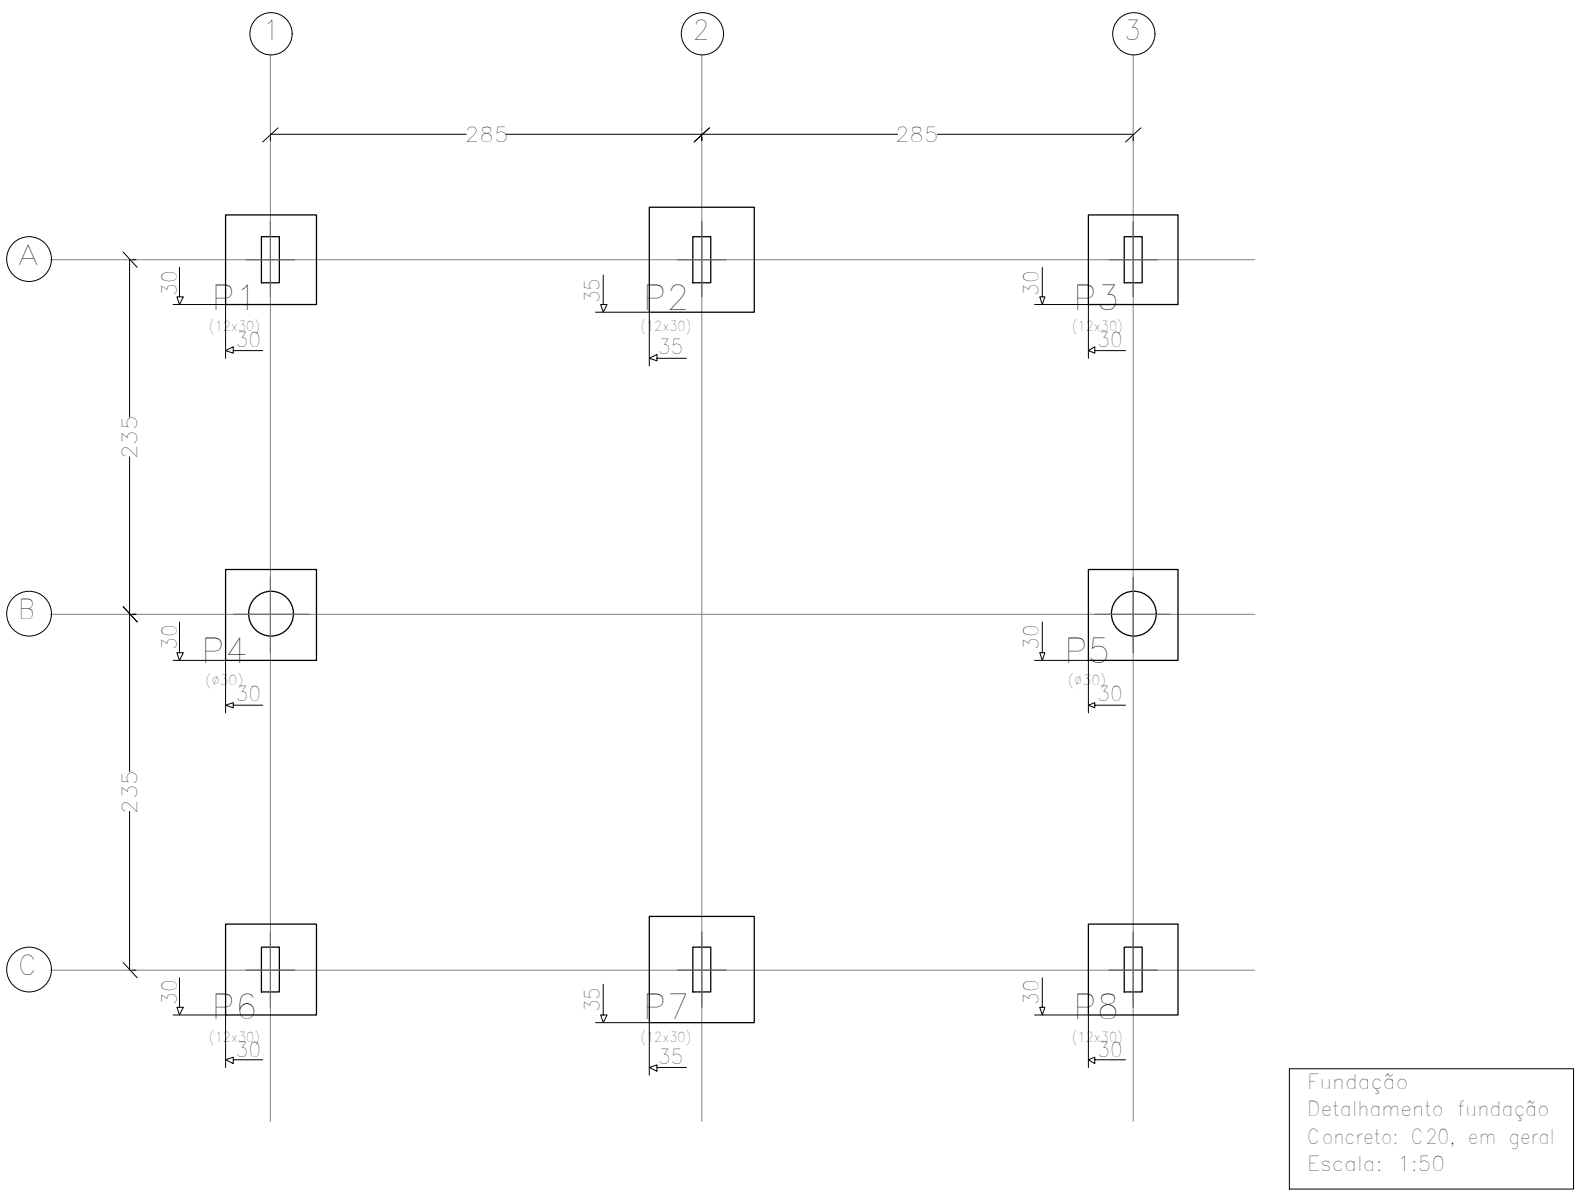 1
2
3
285
285
A
30
P1
(12x30)
30
35
P2
(12x30)
35
30
P3
(12x30)
30
235
B
30
P4
(ø30)
30
30
P5
(ø30)
30
235
C
30
P6
(12x30)
30
35
P7
(12x30)
35
30
P8
(12x30)
30
Fundação
Detalhamento fundação
Concreto: C20, em geral
Escala: 1:50